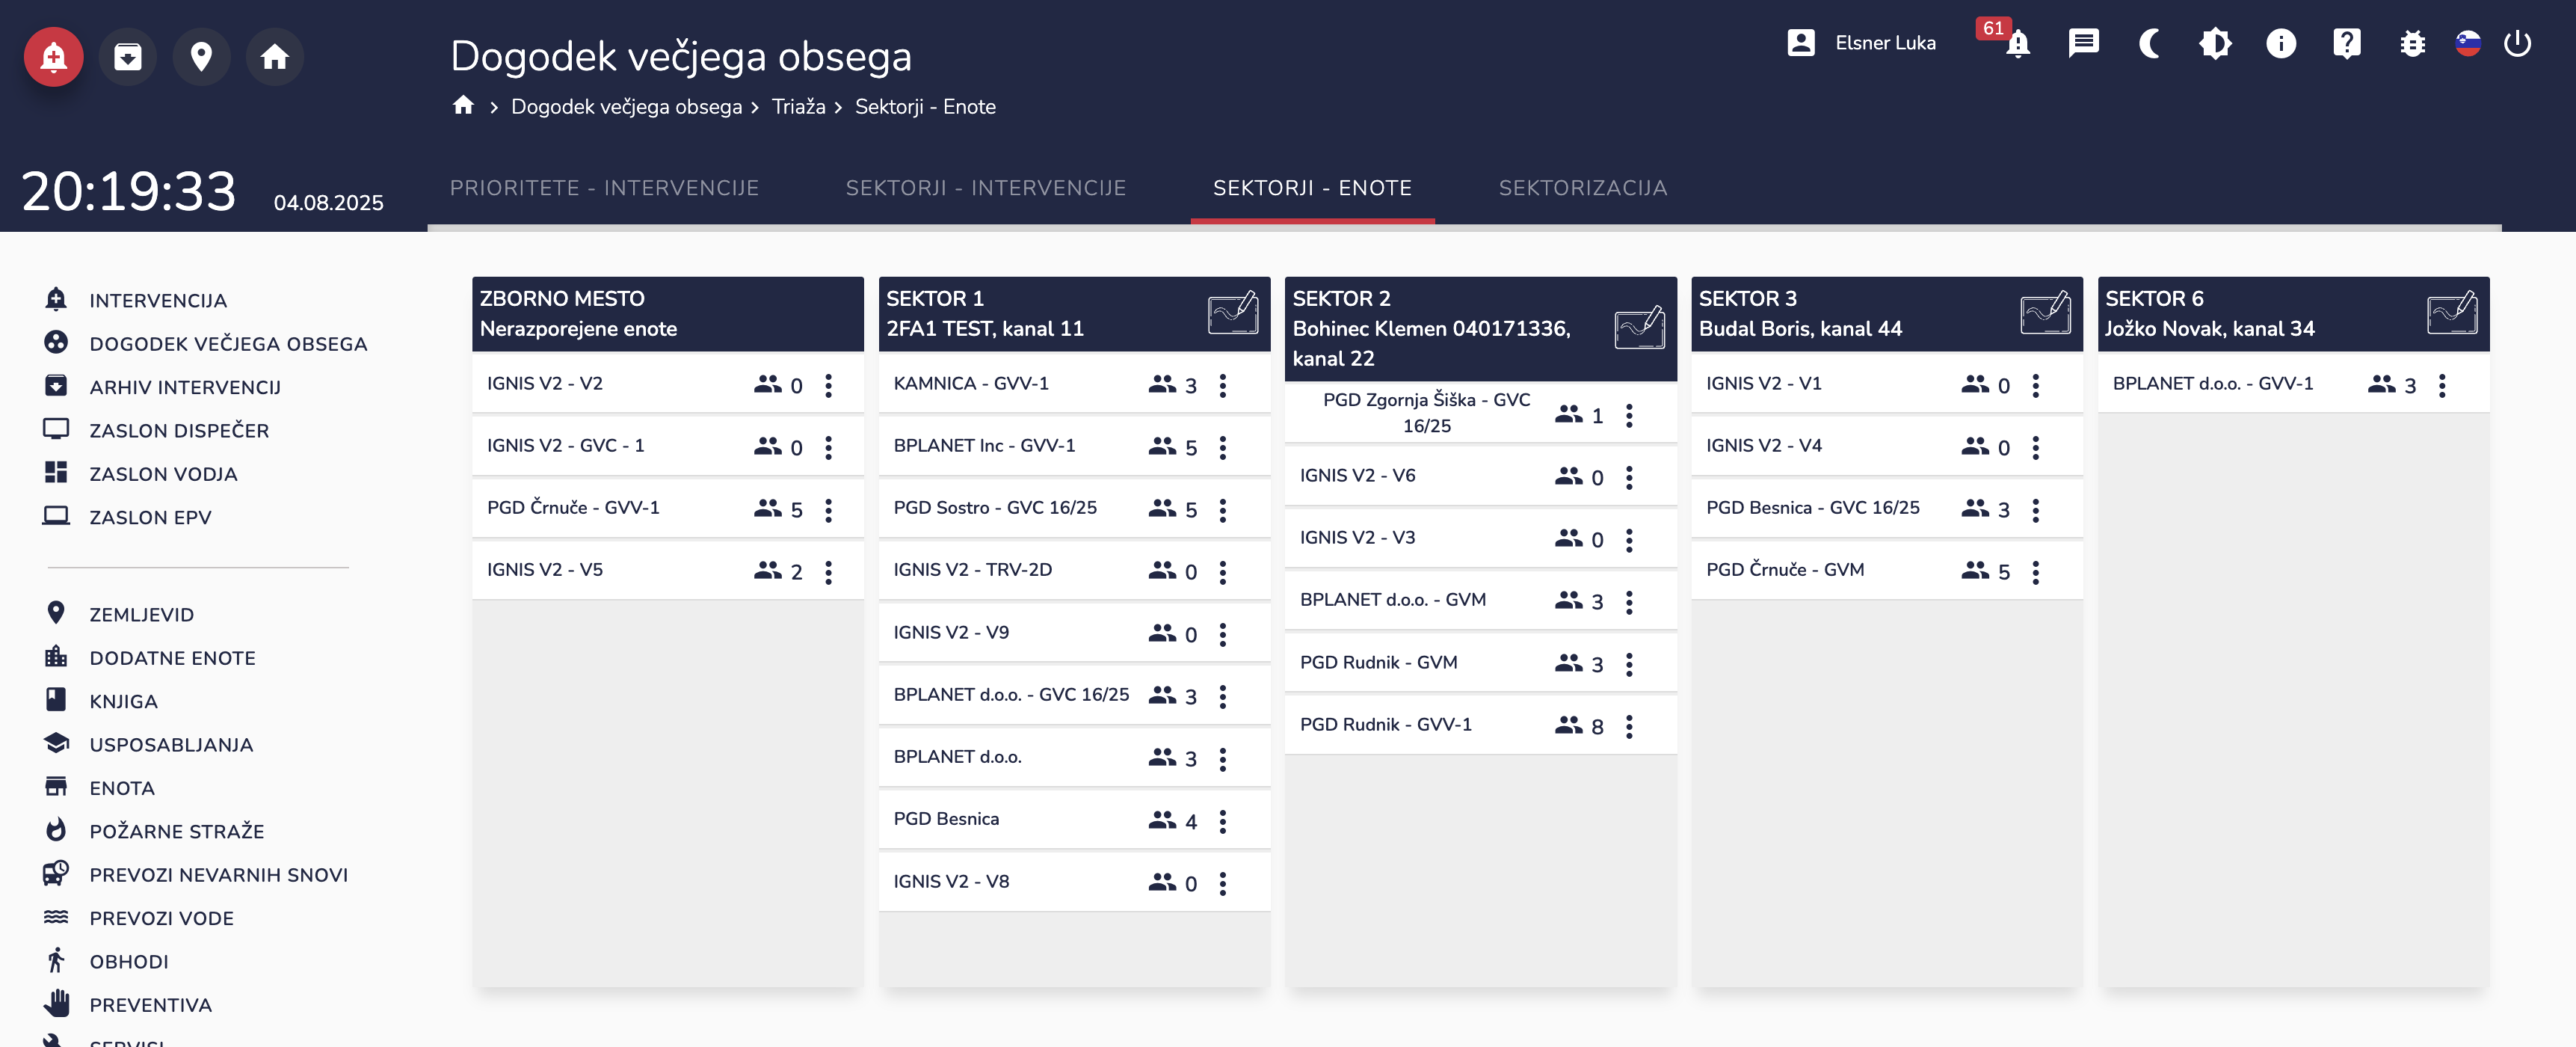 Dogodek večjega obsega
Dogodek večjega obsega > Triaža > Sektorji - Enote
Elsner Luka
61
20:19:33
04.08.2025
PRIORITETE - INTERVENCIJE
SEKTORJI - INTERVENCIJE
SEKTORJI - ENOTE
SEKTORIZACIJA
INTERVENCIJA
DOGODEK VEČJEGA OBSEGA
ARHIV INTERVENCIJ
ZASLON DISPEČER
ZASLON VODJA
ZASLON EPV
ZEMLJEVID
DODATNE ENOTE
KNJIGA
USPOSABLJANJA
ENOTA
POŽARNE STRAŽE
PREVOZI NEVARNIH SNOVI
PREVOZI VODE
OBHODI
PREVENTIVA
ZBORNO MESTO
Nerazporejene enote
IGNIS V2 - V2 0
IGNIS V2 - GVC - 1 0
PGD Črnuče - GVV-1 5
IGNIS V2 - V5 2
SEKTOR 1
2FA1 TEST, kanal 11
KAMNICA - GVV-1 3
BPLANET Inc - GVV-1 5
PGD Sostro - GVC 16/25 5
IGNIS V2 - TRV-2D 0
IGNIS V2 - V9 0
BPLANET d.o.o. - GVC 16/25 3
BPLANET d.o.o. 3
PGD Besnica 4
IGNIS V2 - V8 0
SEKTOR 2
Bohinec Klemen 040171336,
kanal 22
PGD Zgornja Šiška - GVC
16/25 1
IGNIS V2 - V6 0
IGNIS V2 - V3 0
BPLANET d.o.o. - GVM 3
PGD Rudnik - GVM 3
PGD Rudnik - GVV-1 8
SEKTOR 3
Budal Boris, kanal 44
IGNIS V2 - V1 0
IGNIS V2 - V4 0
PGD Besnica - GVC 16/25 3
PGD Črnuče - GVM 5
SEKTOR 6
Jožko Novak, kanal 34
BPLANET d.o.o. - GVV-1 3